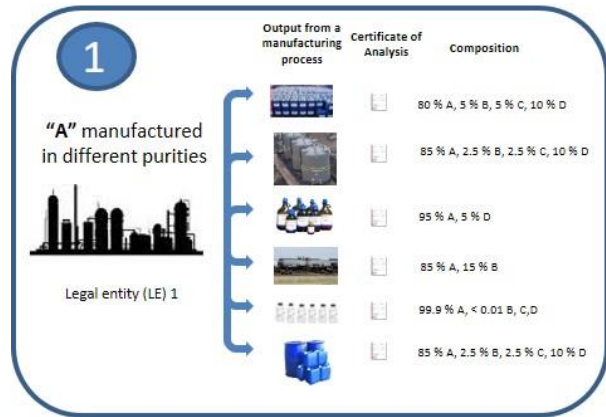 1
Output from a
manufacturing
process
Certificate of
Analysis
Composition
“A” manufactured
in different purities
Legal entity (LE) 1
80 % A, 5 % B, 5 % C, 10 % D
85 % A, 2.5 % B, 2.5 % C, 10 % D
95 % A, 5 % D
85 % A, 15 % B
99.9 % A, < 0.01 B, C,D
85 % A, 2.5 % B, 2.5 % C, 10 % D